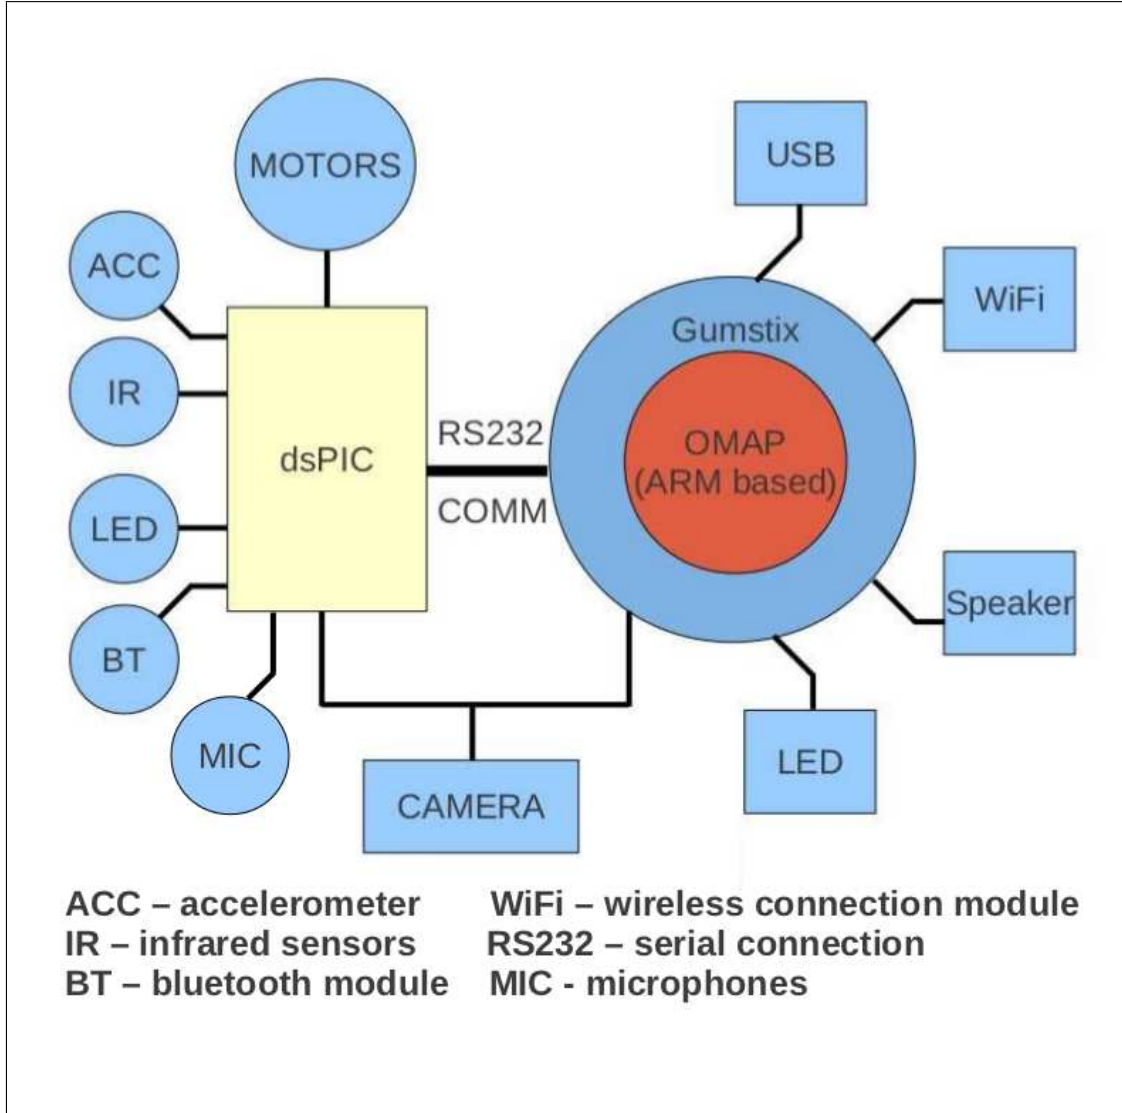 MOTORS
USB
ACC
WiFi
Gumstix
IR
RS232
OMAP
(ARM based)
dsPIC
COMM
LED
Speaker
BT
MIC
LED
CAMERA
ACC – accelerometer WiFi – wireless connection module
IR – infrared sensors RS232 – serial connection
BT – bluetooth module MIC - microphones